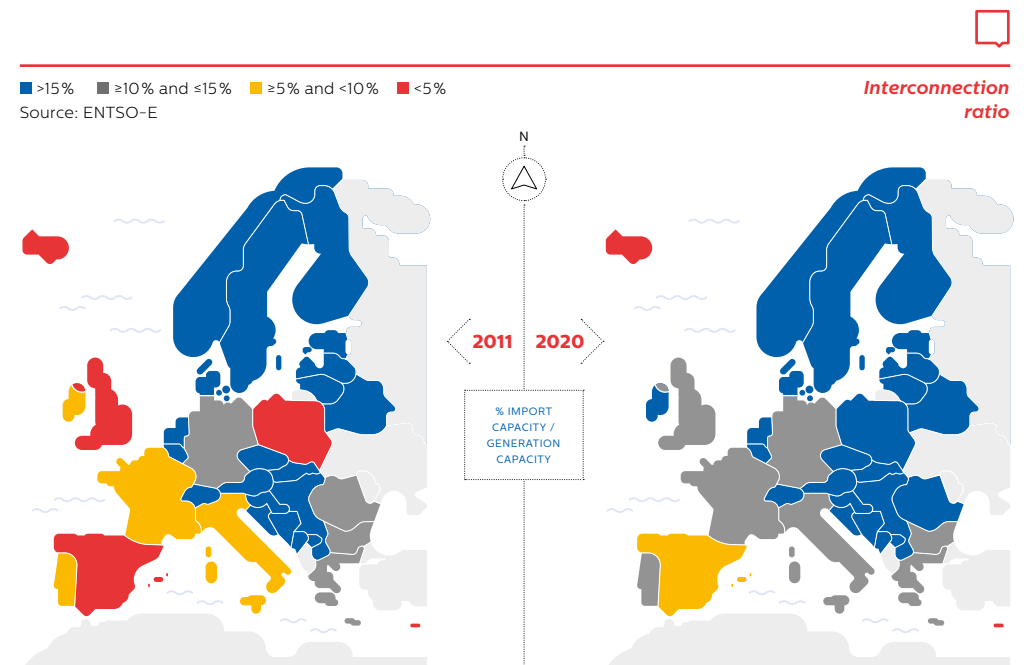 >15 % ≥10 % and ≤15 % ≥5 % and <10 % <5 %
Source: ENTSO-E
Interconnection
ratio
N
2011 2020
% IMPORT
CAPACITY /
GENERATION
CAPACITY